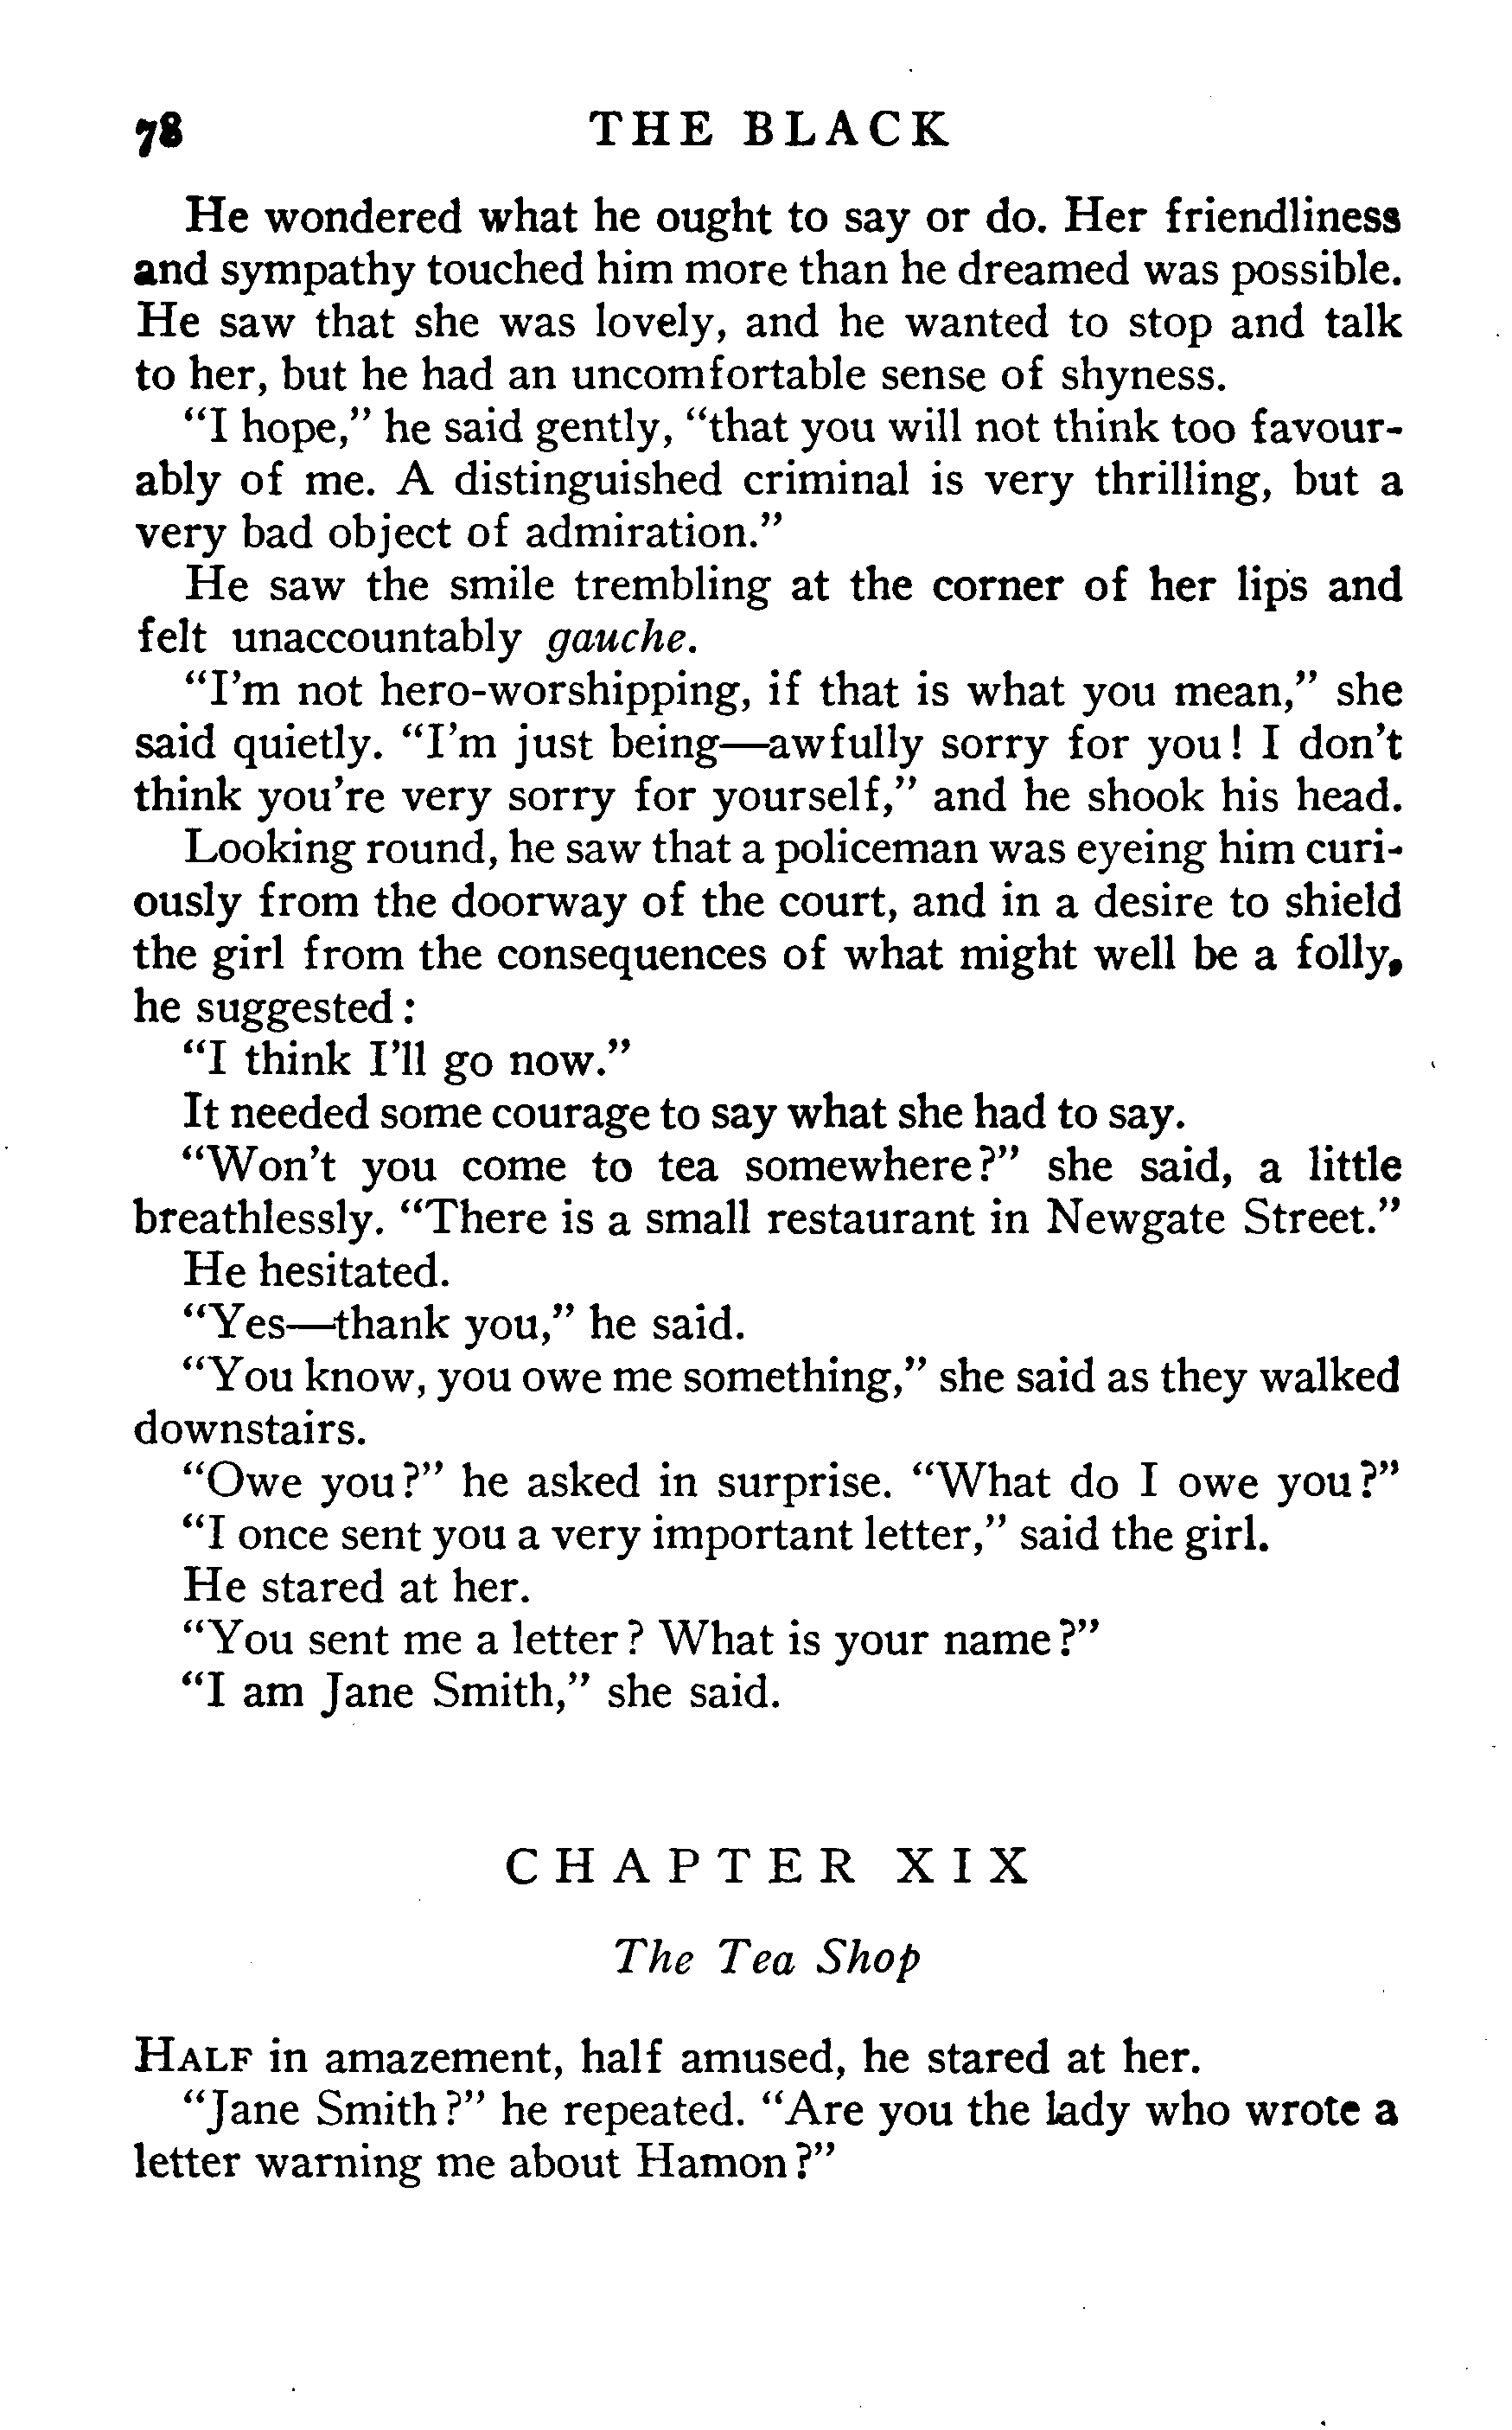 78 THE BLACK
He wondered what he ought to say or do. Her friendliness
and sympathy touched him more than he dreamed was possible.
He saw that she was lovely, and he wanted to stop and talk
to her, but he had an uncomfortable sense of shyness.
“I hope,” he said gently, “that you will not think too favour-
ably of me. A distinguished criminal is very thrilling, but a
very bad object of admiration.”
He saw the smile trembling at the corner of her lips and
felt unaccountably gauche.
“I'm not hero-worshipping, if that is what you mean,” she
said quietly. “I'm just being—awfully sorry for you! I don't
think you're very sorry for yourself,” and he shook his head.
Looking round, he saw that a policeman was eyeing him curi-
ously from the doorway of the court, and in a desire to shield
the girl from the consequences of what might well be a folly,
he suggested:
“I think I'll go now.”
It needed some courage to say what she had to say.
“Won't you come to tea somewhere?” she said, a little
breathlessly. “There is a small restaurant in Newgate Street.”
He hesitated.
“Yes—thank you,” he said.
“You know, you owe me something,” she said as they walked
downstairs.
“Owe you?” he asked in surprise. “What do I owe you?”
“I once sent you a very important letter,” said the girl.
He stared at her.
“You sent me a letter? What is your name?”
“I am Jane Smith,” she said.
CHAPTER XIX
The Tea Shop
HALF in amazement, half amused, he stared at her.
“Jane Smith?” he repeated. “Are you the lady who wrote a
letter warning me about Hamon?”